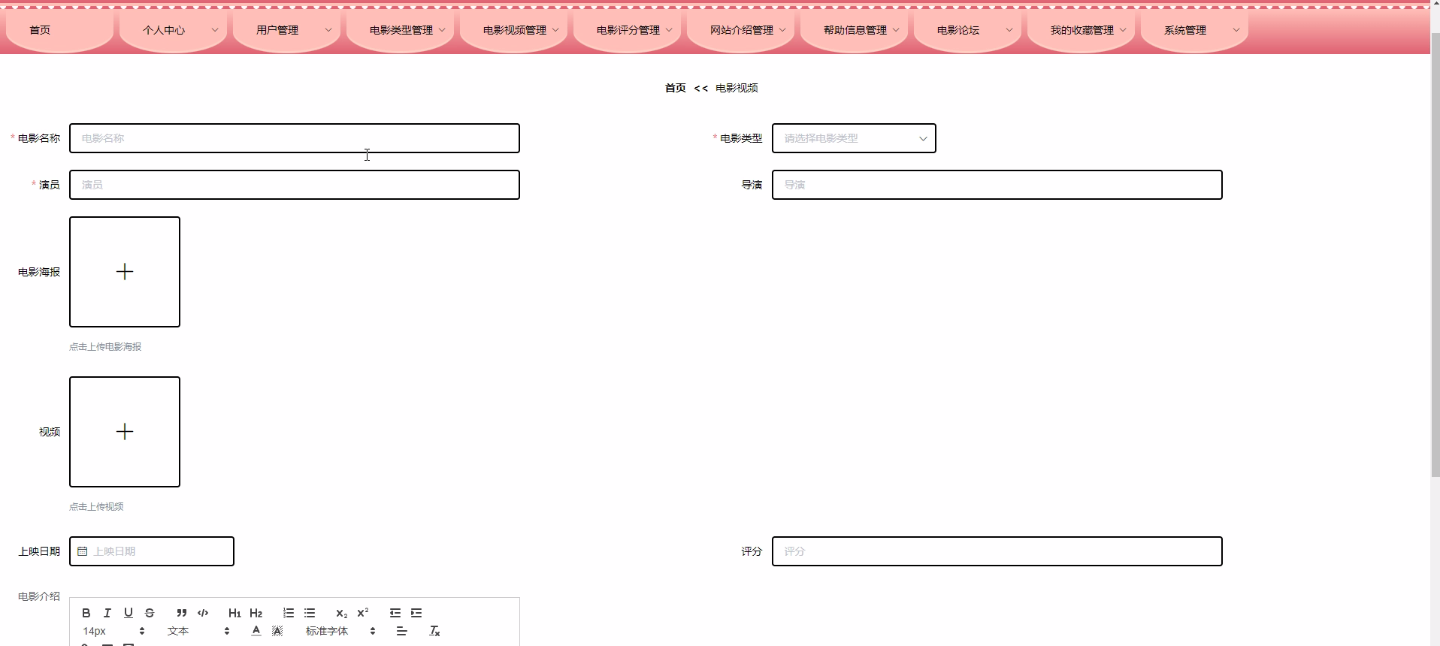 首页 个人中心 用户管理 电影类型管理 电影视频管理 电影评分管理 网站介绍管理 帮助信息管理 电影论坛 我的收藏管理 系统管理
首页 << 电影视频
* 电影名称 电影名称 * 电影类型 请选择电影类型
* 演员 演员 导演 导演
电影海报
点击上传电影海报
视频
点击上传视频
上映日期 上映日期 评分 评分
电影介绍
B I U S H1 H2 X2 X2
14px 文本 A A 标准字体 Tx